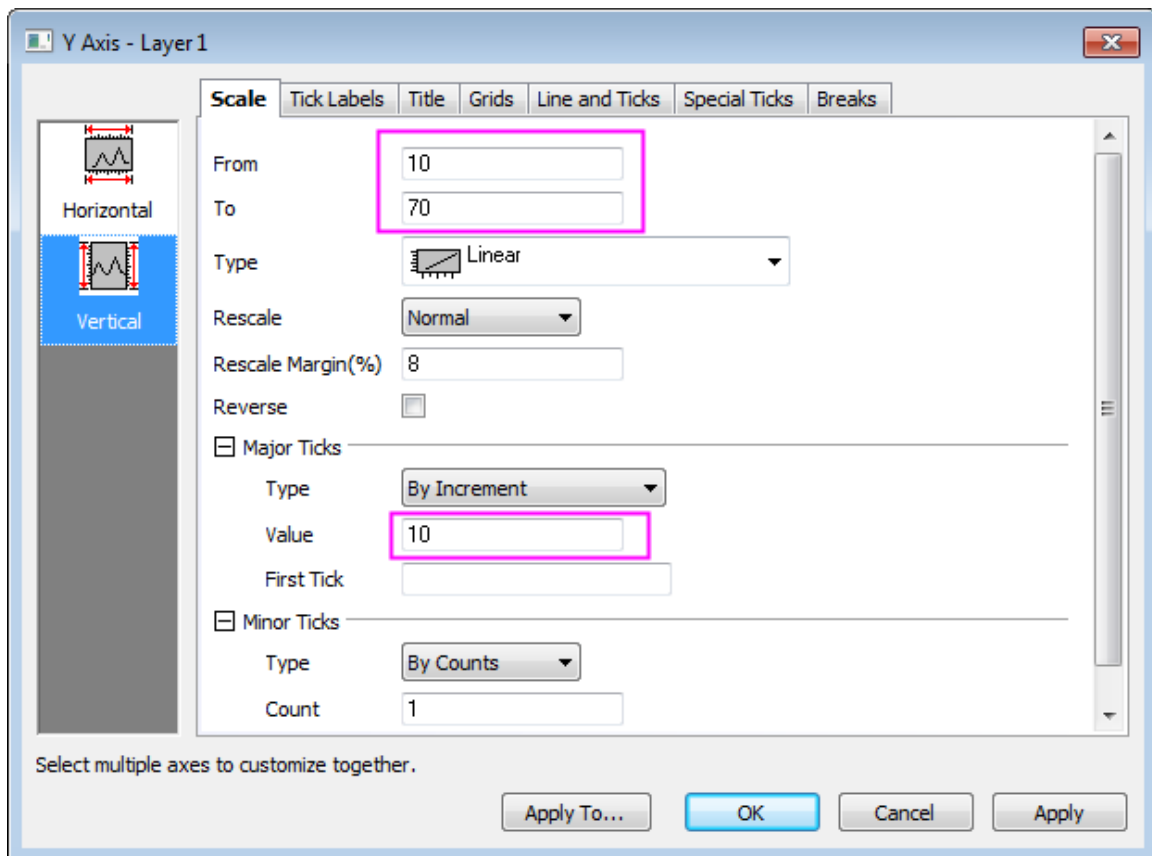 Y Axis - Layer1
Scale Tick Labels Title Grids Line and Ticks Special Ticks Breaks
Horizontal
Vertical
From 10
To 70
Type Linear
Rescale Normal
Rescale Margin(%) 8
Reverse
Major Ticks
Type By Increment
Value 10
First Tick
Minor Ticks
Type By Counts
Count 1
Select multiple axes to customize together.
Apply To... OK Cancel Apply